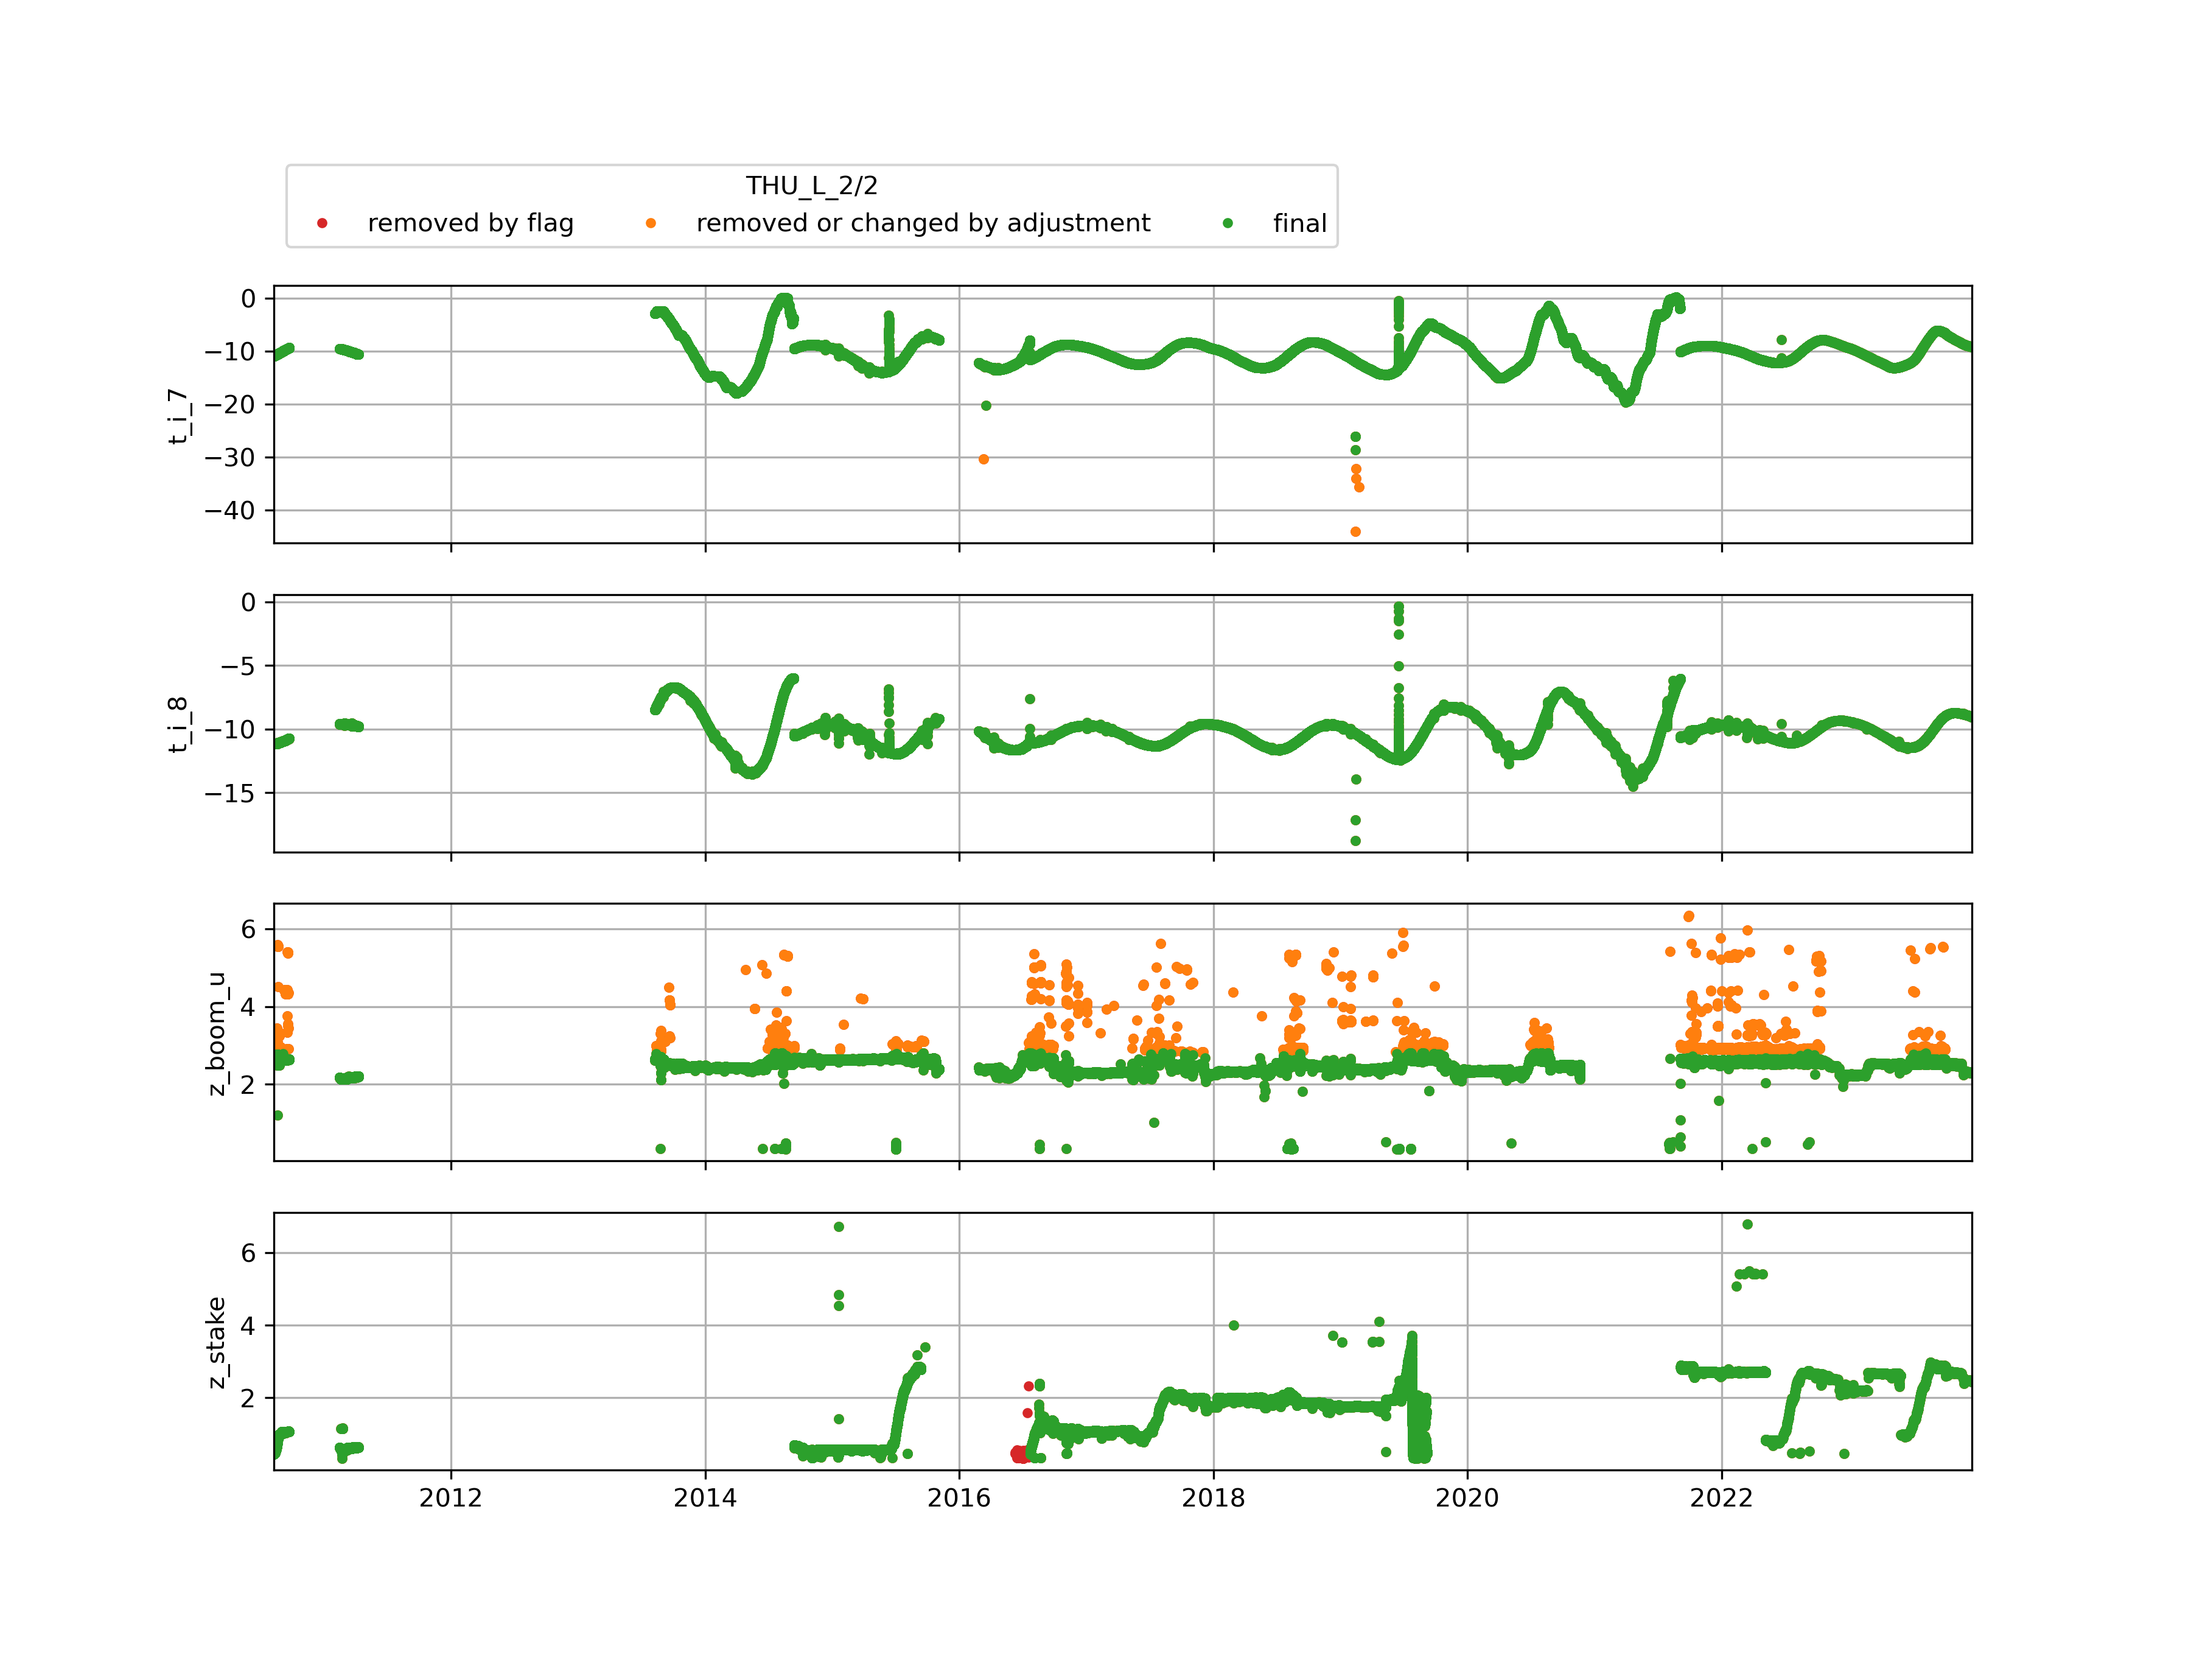 THU_L_2/2
removed by flag removed or changed by adjustment final
0
−10
−20
−30
−40
t_i_7
0
−5
−10
−15
t_i_8
6
4
2
z_boom_u
6
4
2
z_stake
2012 2014 2016 2018 2020 2022